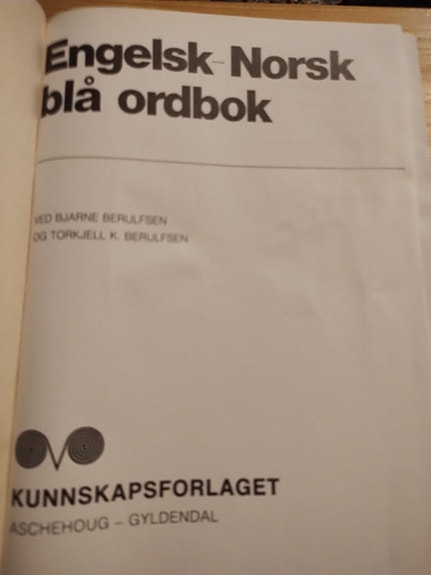 Engelsk-Norsk
blå ordbok
VED BJARNE BERULFSEN
OG TORKJELL K. BERULFSEN
KUNNSKAPSFORLAGET
ASCHEHOUG – GYLDENDAL